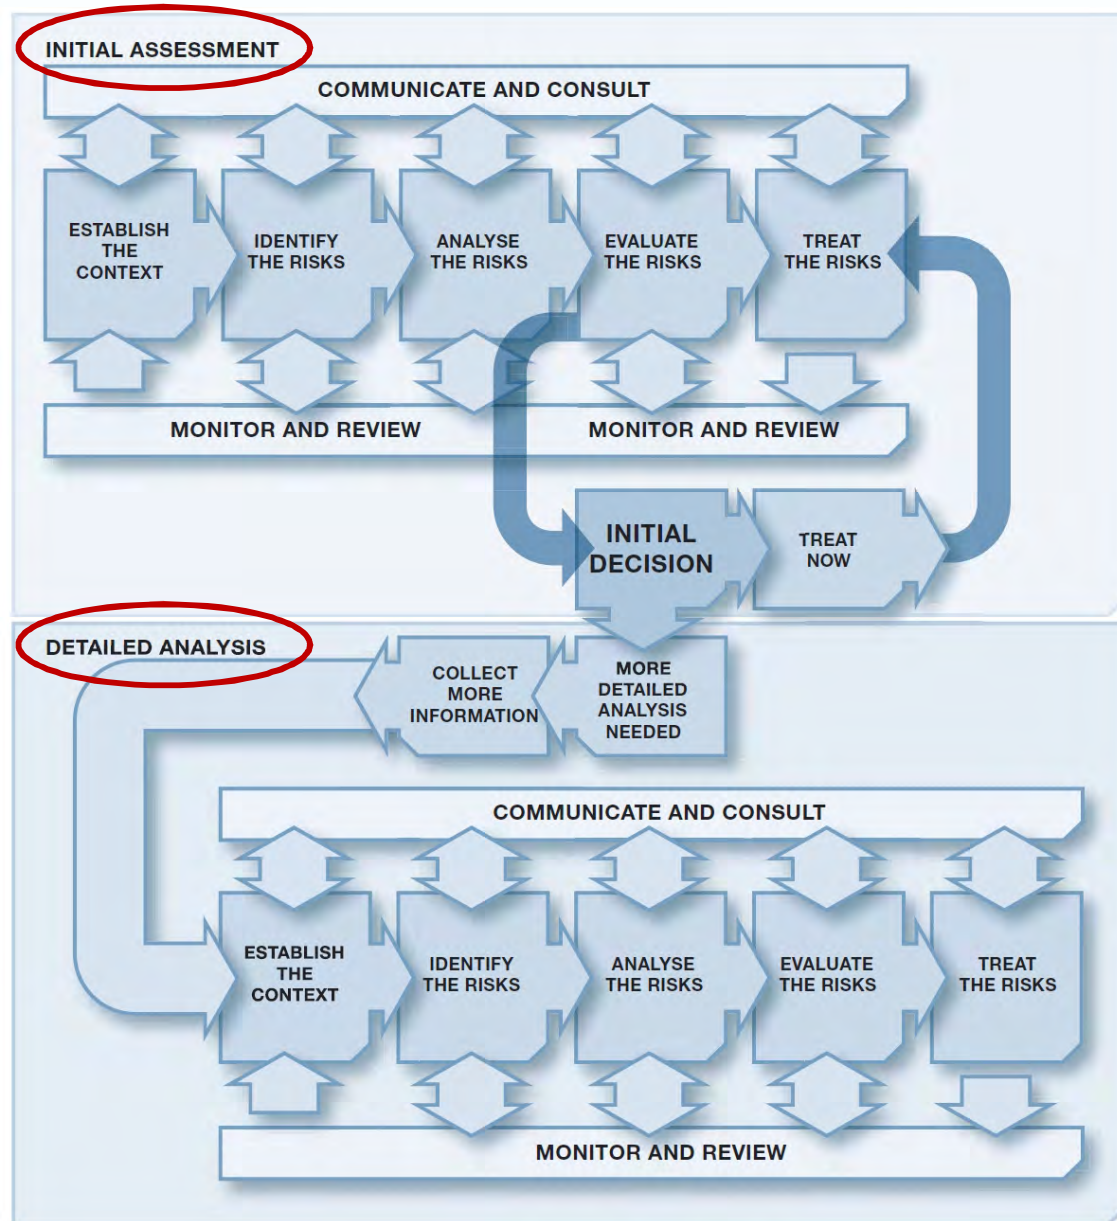 INITIAL ASSESSMENT
COMMUNICATE AND CONSULT
ESTABLISH
THE
CONTEXT
IDENTIFY
THE RISKS
ANALYSE
THE RISKS
EVALUATE
THE RISKS
TREAT
THE RISKS
MONITOR AND REVIEW
MONITOR AND REVIEW
INITIAL
DECISION
TREAT
NOW
DETAILED ANALYSIS
COLLECT
MORE
INFORMATION
MORE
DETAILED
ANALYSIS
NEEDED
COMMUNICATE AND CONSULT
ESTABLISH
THE
CONTEXT
IDENTIFY
THE RISKS
ANALYSE
THE RISKS
EVALUATE
THE RISKS
TREAT
THE RISKS
MONITOR AND REVIEW